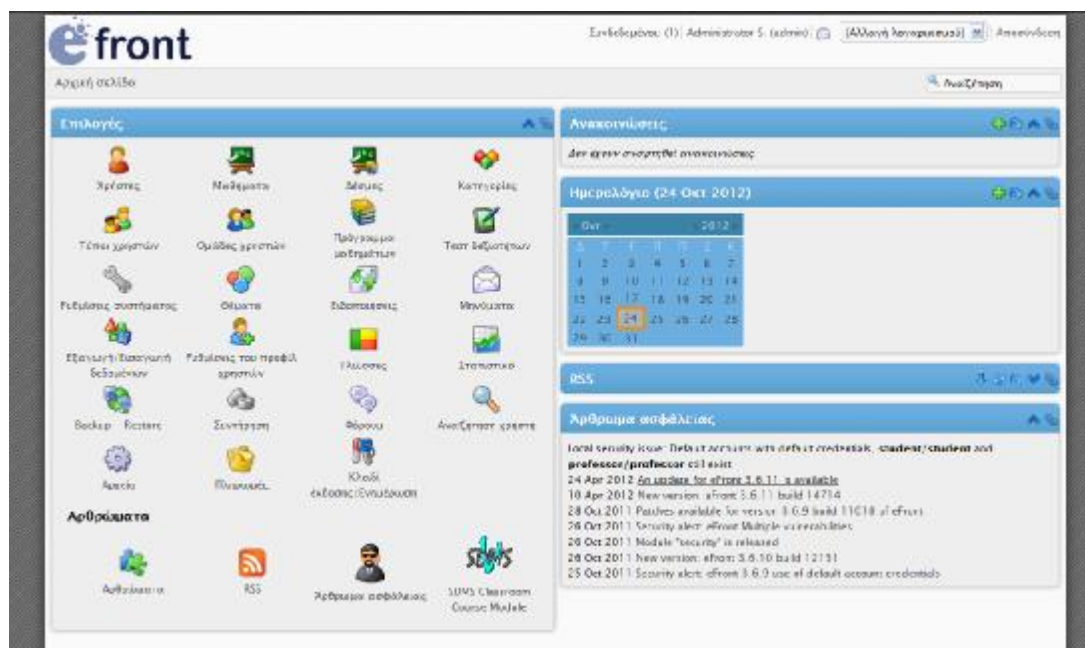 efront
Συνδεδεμένοι (1) Administrator S. (admin) (Αλλαγή λογαριασμού) Αποσύνδεση
Αρχική σελίδα
Αναζήτηση
Επιλογές
Χρήστες Μαθήματα Δέσμες Κατηγορίες
Τύποι χρηστών Ομάδες χρηστών Πρόγραμμα μαθημάτων Τεστ δεξιοτήτων
Ρυθμίσεις συστήματος Θέματα Ειδοποιήσεις Μηνύματα
Εξαγωγή/Εισαγωγή δεδομένων Ρυθμίσεις του προφίλ χρηστών Γλώσσες Στατιστικά
Backup - Restore Συντήρηση Φόρουμ Αναζήτηση χρήστη
Αρχεία Πληρωμές Κλειδί έκδοσης/Ενημέρωση
Αρθρώματα
Αρθρώματα RSS Άρθρωμα ασφάλειας SDMS Classroom Course Module
Ανακοινώσεις
Δεν έχουν αναρτηθεί ανακοινώσεις
Ημερολόγιο (24 Οκτ 2012)
Οκτ 2012
Δ Τ Τ Π Π Σ Κ
1 2 3 4 5 6 7
8 9 10 11 12 13 14
15 16 17 18 19 20 21
22 23 24 25 26 27 28
29 30 31
RSS
Άρθρωμα ασφάλειας
Local security issue: Default accounts with default credentials, student/student and
professor/professor still exist
24 Apr 2012 An update for eFront 3.6.11 is available
10 Apr 2012 New version: eFront 3.6.11 build 14734
28 Oct 2011 Patches available for version 3.6.9 build 11018 of eFront
26 Oct 2011 Security alert: eFront Multiple vulnerabilities
26 Oct 2011 Module "security" is released
26 Oct 2011 New version: eFront 3.6.10 build 12151
25 Oct 2011 Security alert: eFront 3.6.9 use of default account credentials